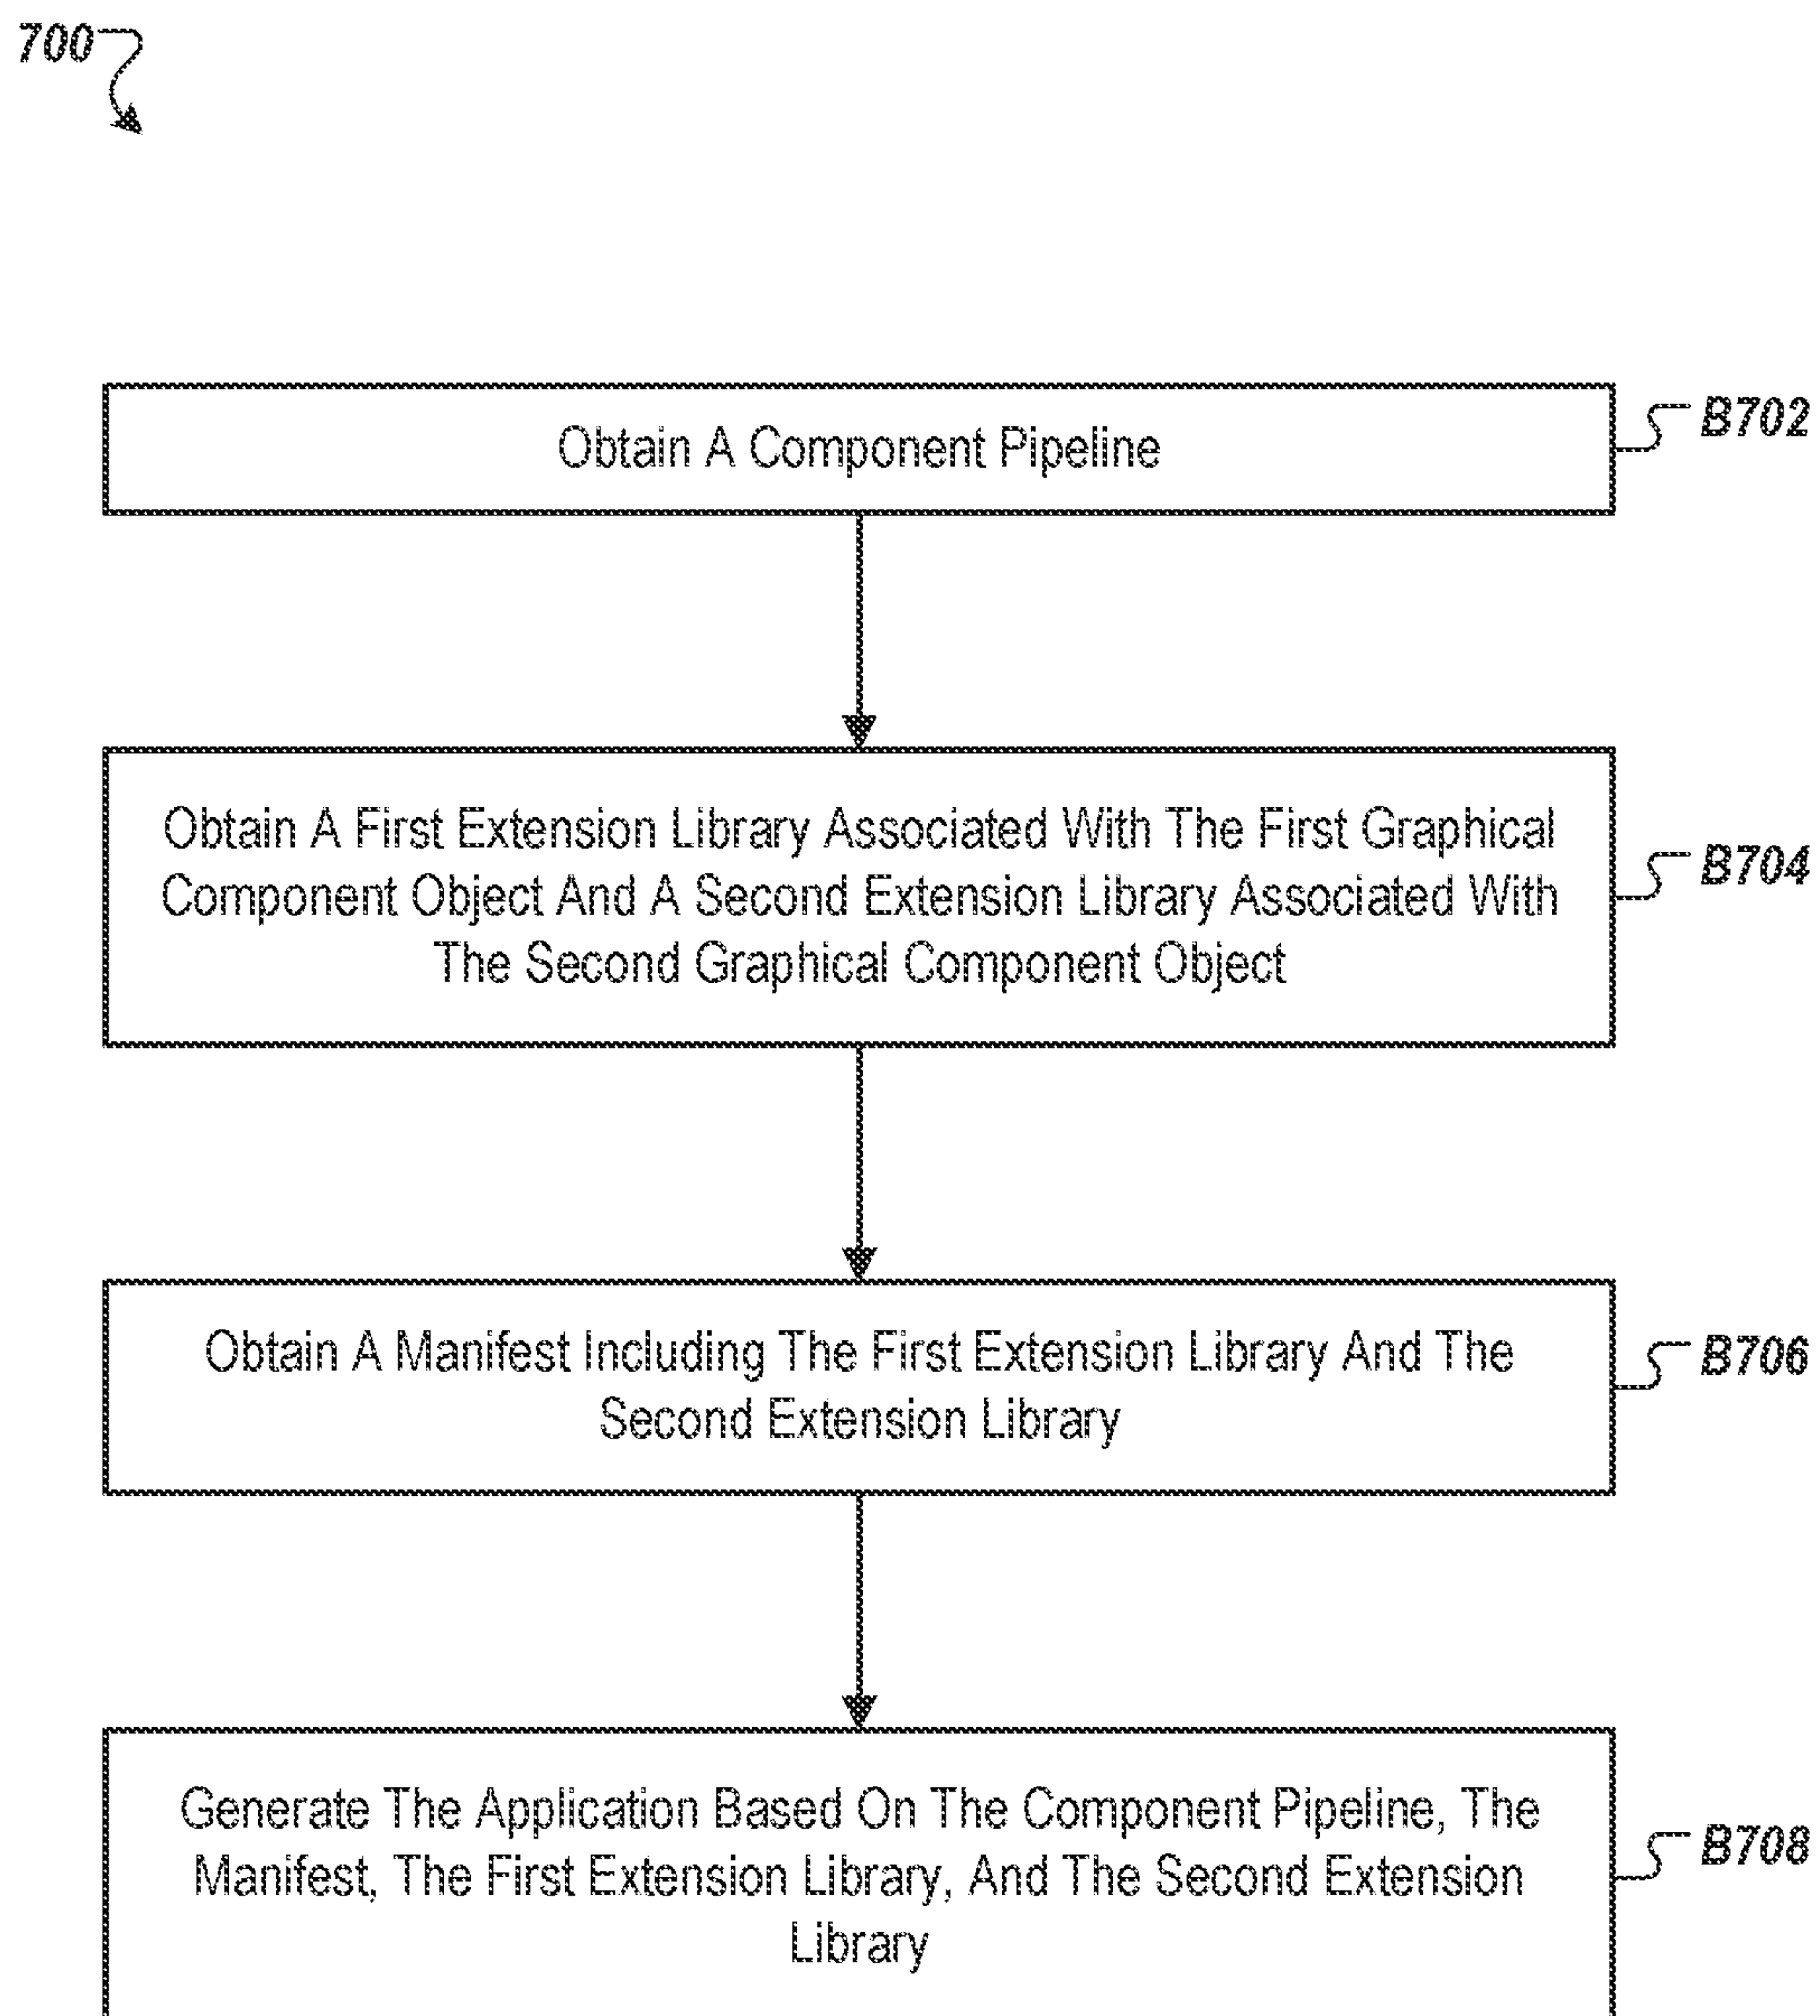 700
Obtain A Component Pipeline
B702
Obtain A First Extension Library Associated With The First Graphical
Component Object And A Second Extension Library Associated With
The Second Graphical Component Object
B704
Obtain A Manifest Including The First Extension Library And The
Second Extension Library
B706
Generate The Application Based On The Component Pipeline, The
Manifest, The First Extension Library, And The Second Extension
Library
B708